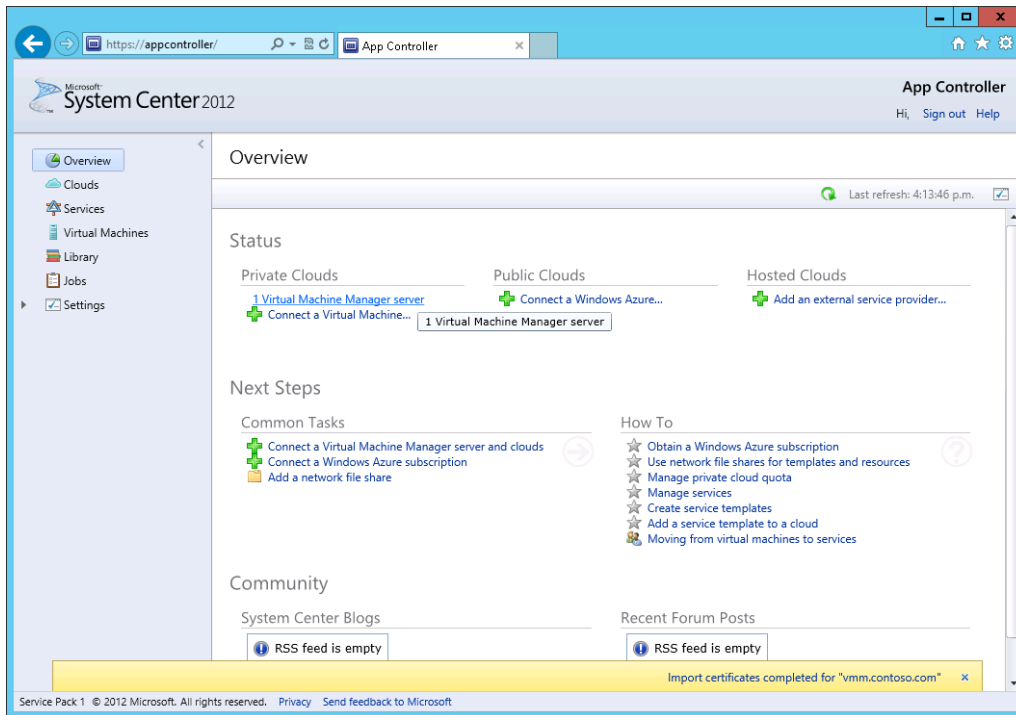 https://appcontroller/
App Controller
Microsoft
System Center 2012
App Controller
Hi, Sign out Help
Overview
Clouds
Services
Virtual Machines
Library
Jobs
Settings
Overview
Last refresh: 4:13:46 p.m.
Status
Private Clouds
1 Virtual Machine Manager server
Connect a Virtual Machine...
1 Virtual Machine Manager server
Public Clouds
Connect a Windows Azure...
Hosted Clouds
Add an external service provider...
Next Steps
Common Tasks
Connect a Virtual Machine Manager server and clouds
Connect a Windows Azure subscription
Add a network file share
How To
Obtain a Windows Azure subscription
Use network file shares for templates and resources
Manage private cloud quota
Manage services
Create service templates
Add a service template to a cloud
Moving from virtual machines to services
Community
System Center Blogs
RSS feed is empty
Recent Forum Posts
RSS feed is empty
Import certificates completed for "vmm.contoso.com"
Service Pack 1 © 2012 Microsoft. All rights reserved. Privacy Send feedback to Microsoft